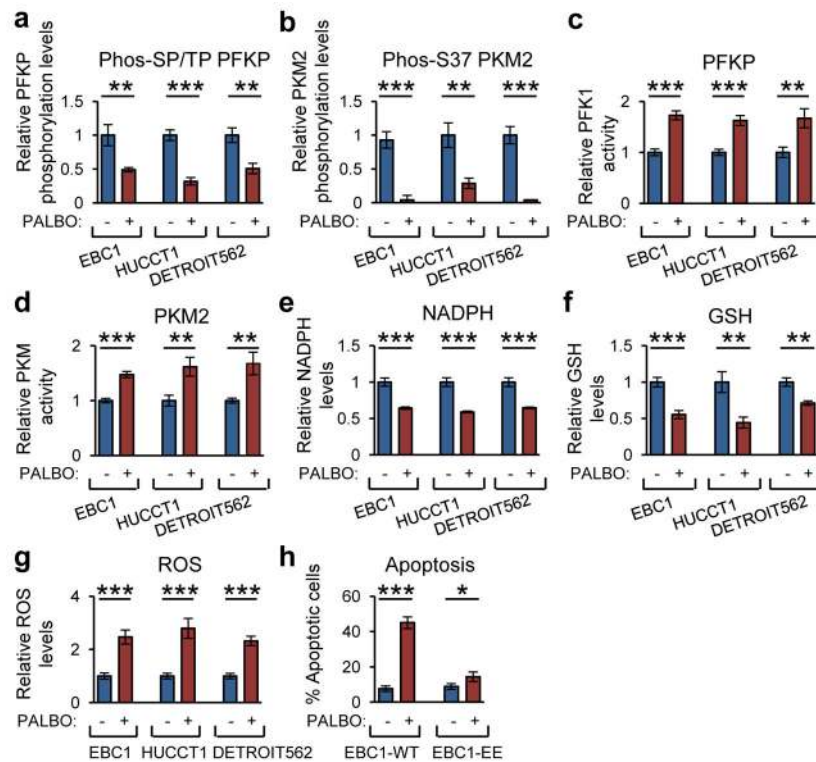 a
Phos-SP/TP PFKP
Relative PFKP
phosphorylation levels
** *** **
1.5
1
0.5
0
PALBO: - + - + - +
EBC1
HUCCT1
DETROIT562
b
Phos-S37 PKM2
Relative PKM2
phosphorylation levels
*** ** ***
1.5
1
0.5
0
PALBO: - + - + - +
EBC1
HUCCT1
DETROIT562
c
PFKP
Relative PFK1
activity
*** *** **
2
1
0
PALBO: - + - + - +
EBC1
HUCCT1
DETROIT562
d
PKM2
Relative PKM
activity
*** ** **
2
1
0
PALBO: - + - + - +
EBC1
HUCCT1
DETROIT562
e
NADPH
Relative NADPH
levels
*** *** ***
1.5
1
0.5
0
PALBO: - + - + - +
EBC1
HUCCT1
DETROIT562
f
GSH
Relative GSH
levels
*** ** **
1.5
1
0.5
0
PALBO: - + - + - +
EBC1
HUCCT1
DETROIT562
g
ROS
Relative ROS
levels
*** *** ***
4
2
0
PALBO: - + - + - +
EBC1 HUCCT1 DETROIT562
h
Apoptosis
% Apoptotic cells
*** *
60
40
20
0
PALBO: - + - +
EBC1-WT EBC1-EE